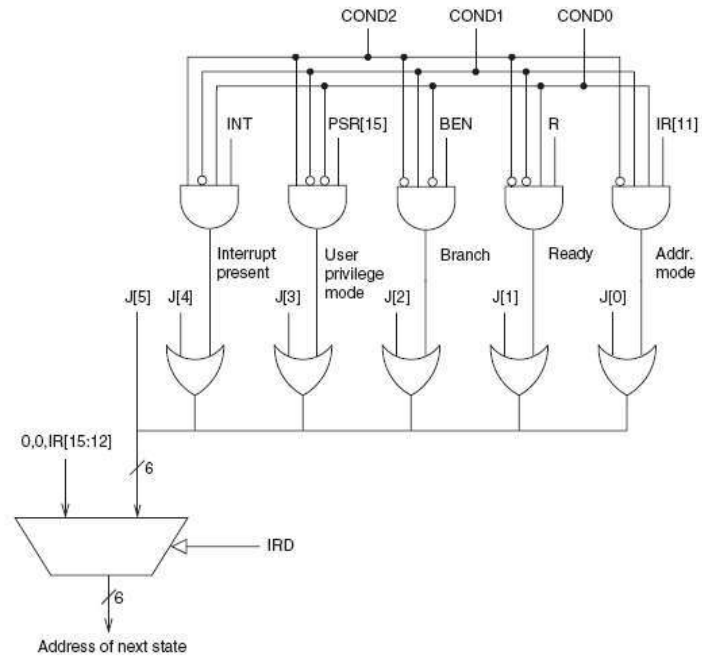 COND2 COND1 COND0
INT PSR[15] BEN R IR[11]
Interrupt
present
User
privilege
mode
Branch
Ready
Addr.
mode
J[5] J[4] J[3] J[2] J[1] J[0]
0,0,IR[15:12]
6
IRD
6
Address of next state